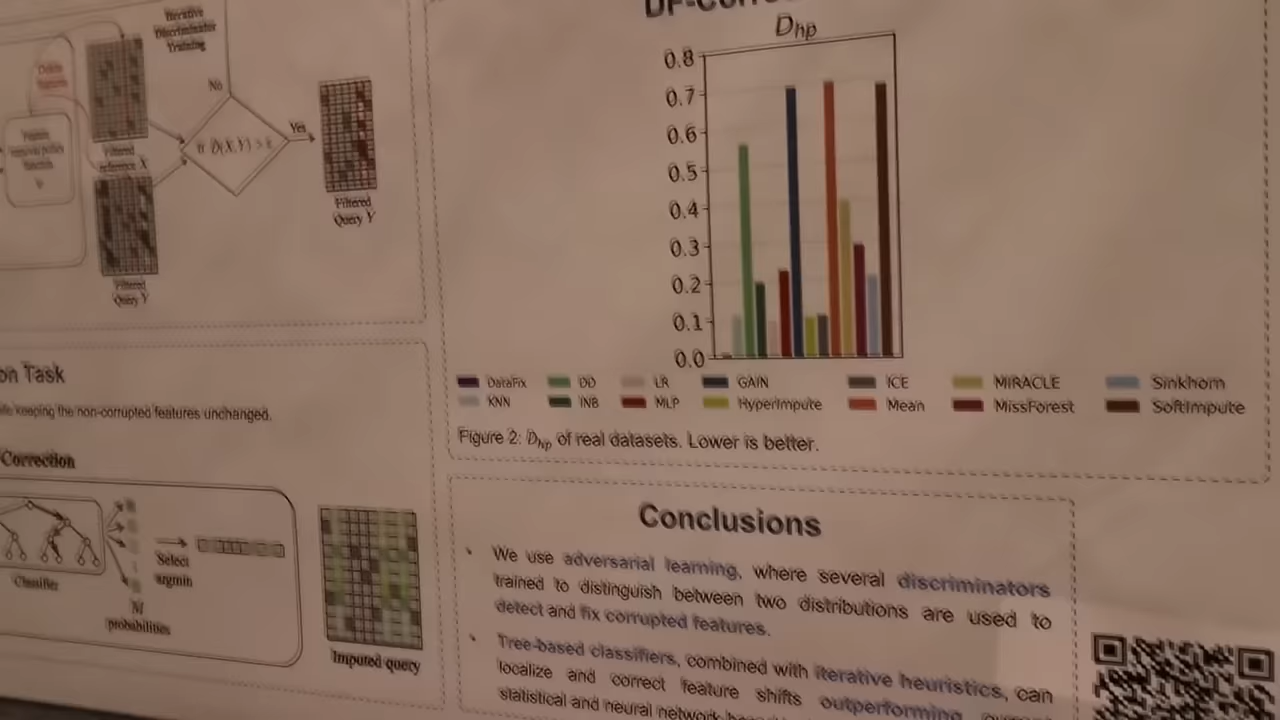 Iterative
Discriminator
Training
No
Yes
Filtered
reference X
Filtered
Query Y
Filtered
Query Y
on Task
keeping the non-corrupted features unchanged.
Correction
Classifier
M
probabilities
Select
argmin
Imputed query
DF-Corre
D_hp
0.8
0.7
0.6
0.5
0.4
0.3
0.2
0.1
0.0
DataFix DD LR GAIN ICE MIRACLE Sinkhorn
KNN INB MLP HyperImpute Mean MissForest SoftImpute
Figure 2: D_hp of real datasets. Lower is better.
Conclusions
We use adversarial learning, where several discriminators
trained to distinguish between two distributions are used to
detect and fix corrupted features.
Tree-based classifiers, combined with iterative heuristics, can
localize and correct feature shifts outperforming
statistical and neural network